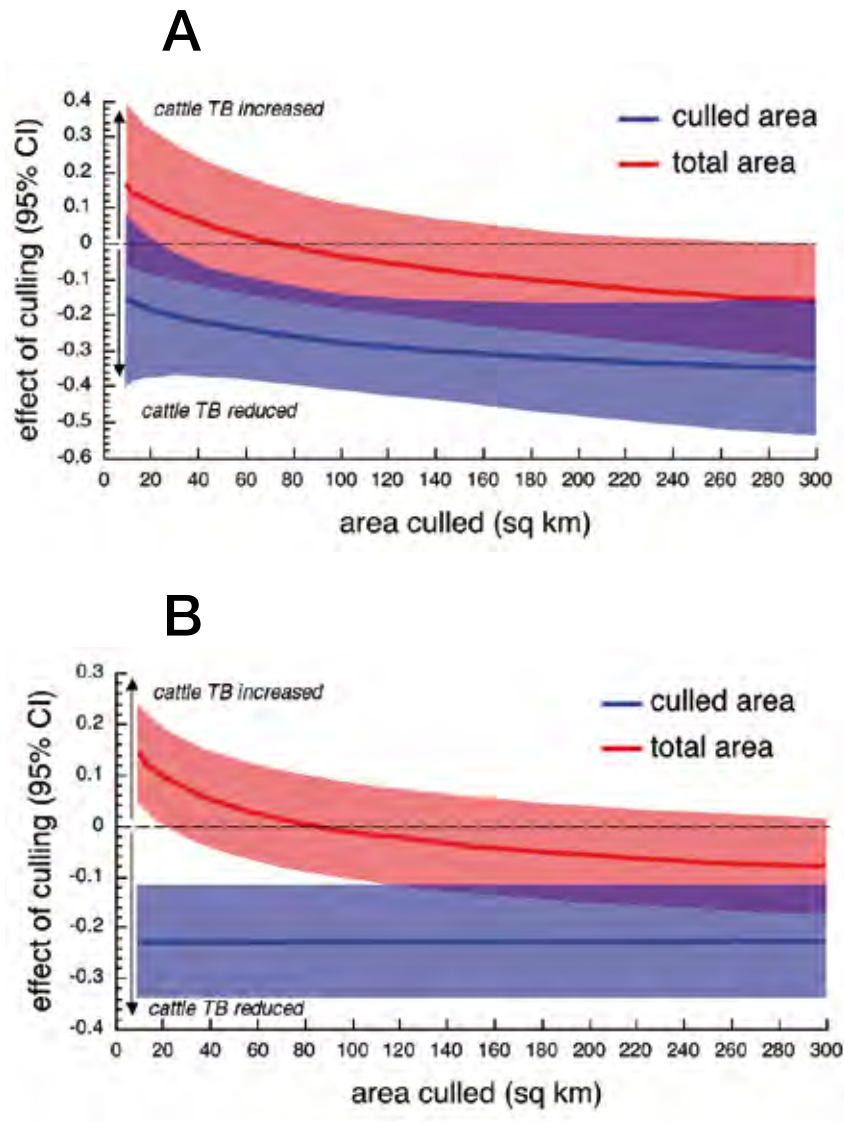 A
effect of culling (95% CI)
0.4
0.3
0.2
0.1
0
-0.1
-0.2
-0.3
-0.4
-0.5
-0.6
cattle TB increased
cattle TB reduced
culled area
total area
0 20 40 60 80 100 120 140 160 180 200 220 240 260 280 300
area culled (sq km)
B
effect of culling (95% CI)
0.3
0.2
0.1
0
-0.1
-0.2
-0.3
-0.4
cattle TB increased
culled area
total area
cattle TB reduced
0 20 40 60 80 100 120 140 160 180 200 220 240 260 280 300
area culled (sq km)